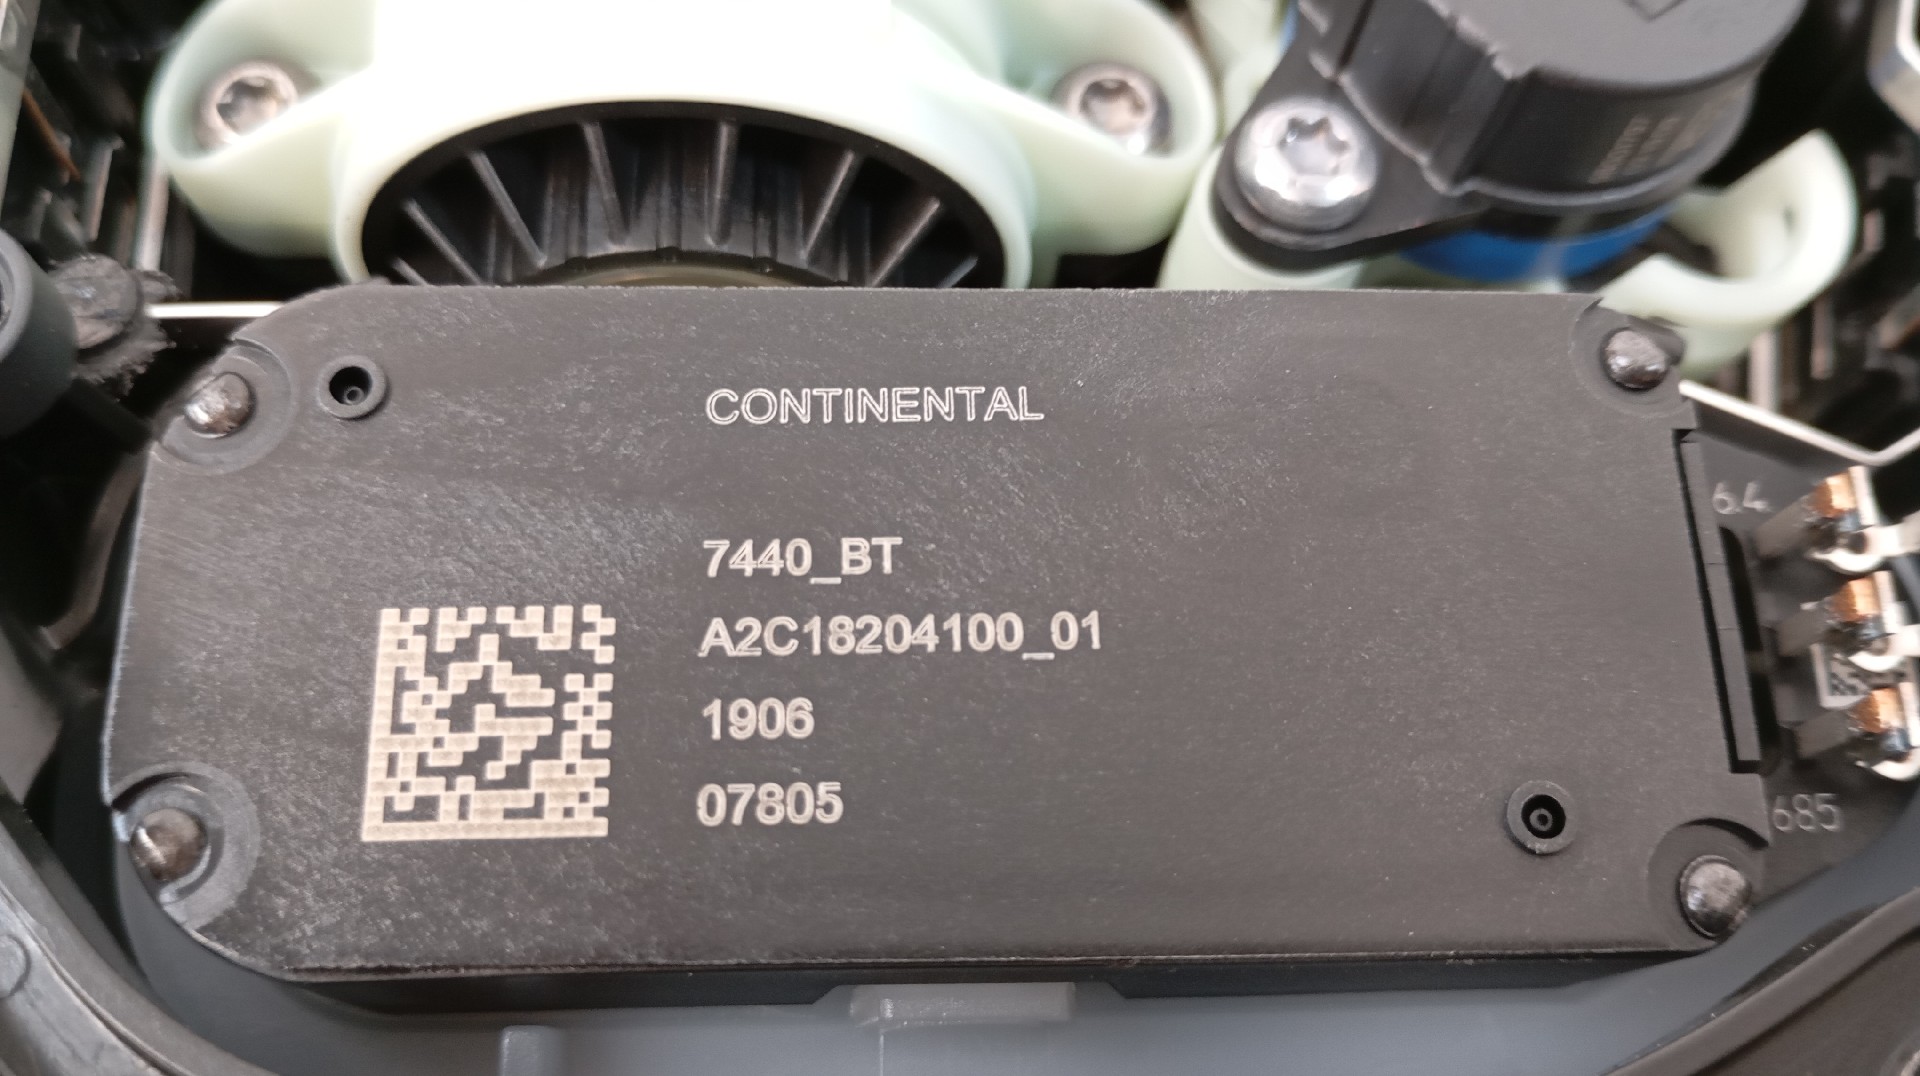 CONTINENTAL
7440_BT
A2C18204100_01
1906
07805
64
685